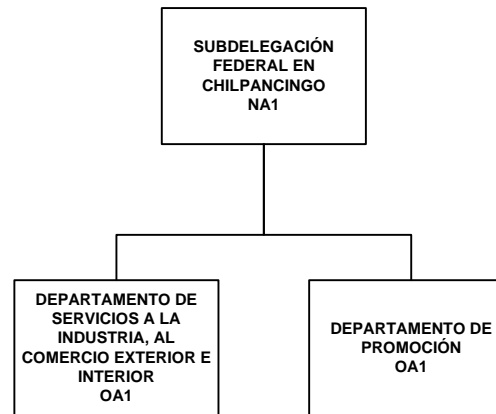 SUBDELEGACIÓN
FEDERAL EN
CHILPANCINGO
NA1
DEPARTAMENTO DE
SERVICIOS A LA
INDUSTRIA, AL
COMERCIO EXTERIOR E
INTERIOR
OA1
DEPARTAMENTO DE
PROMOCIÓN
OA1